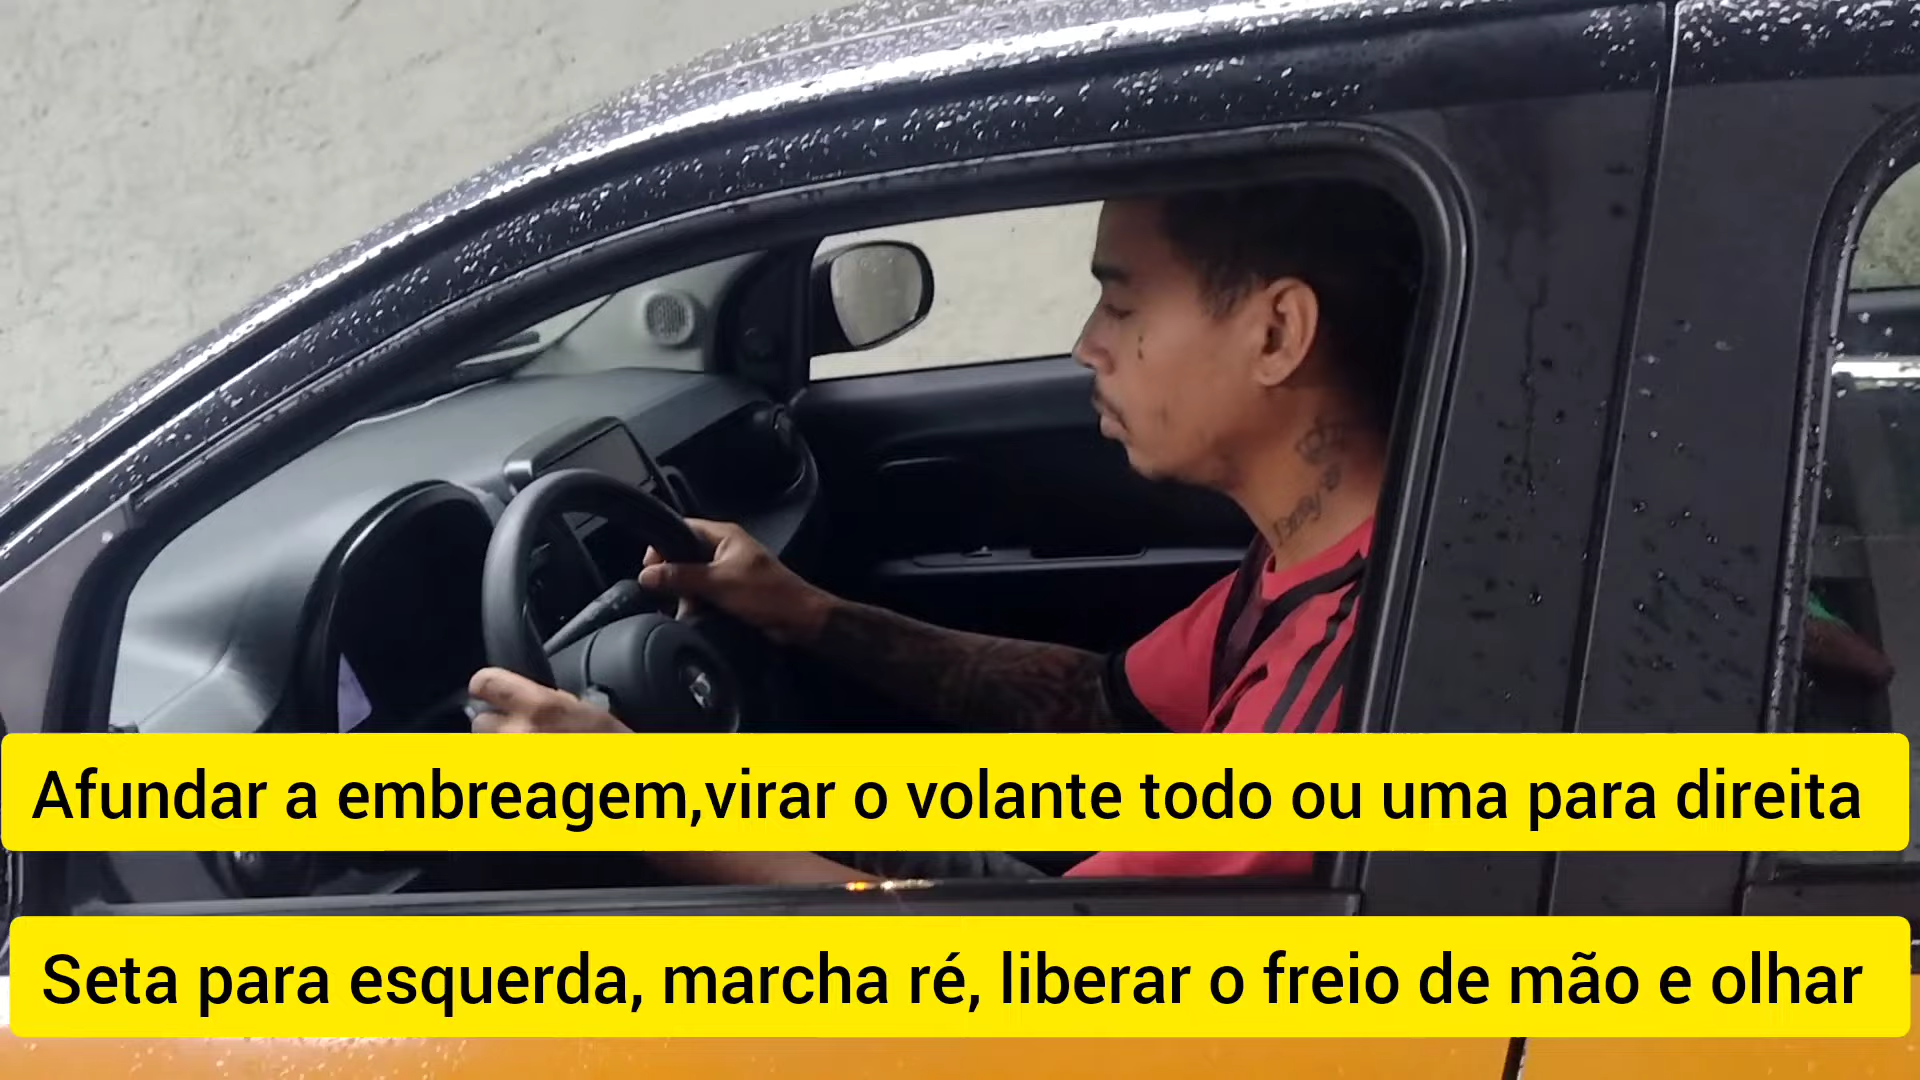 Afundar a embreagem,virar o volante todo ou uma para direita
Seta para esquerda, marcha ré, liberar o freio de mão e olhar